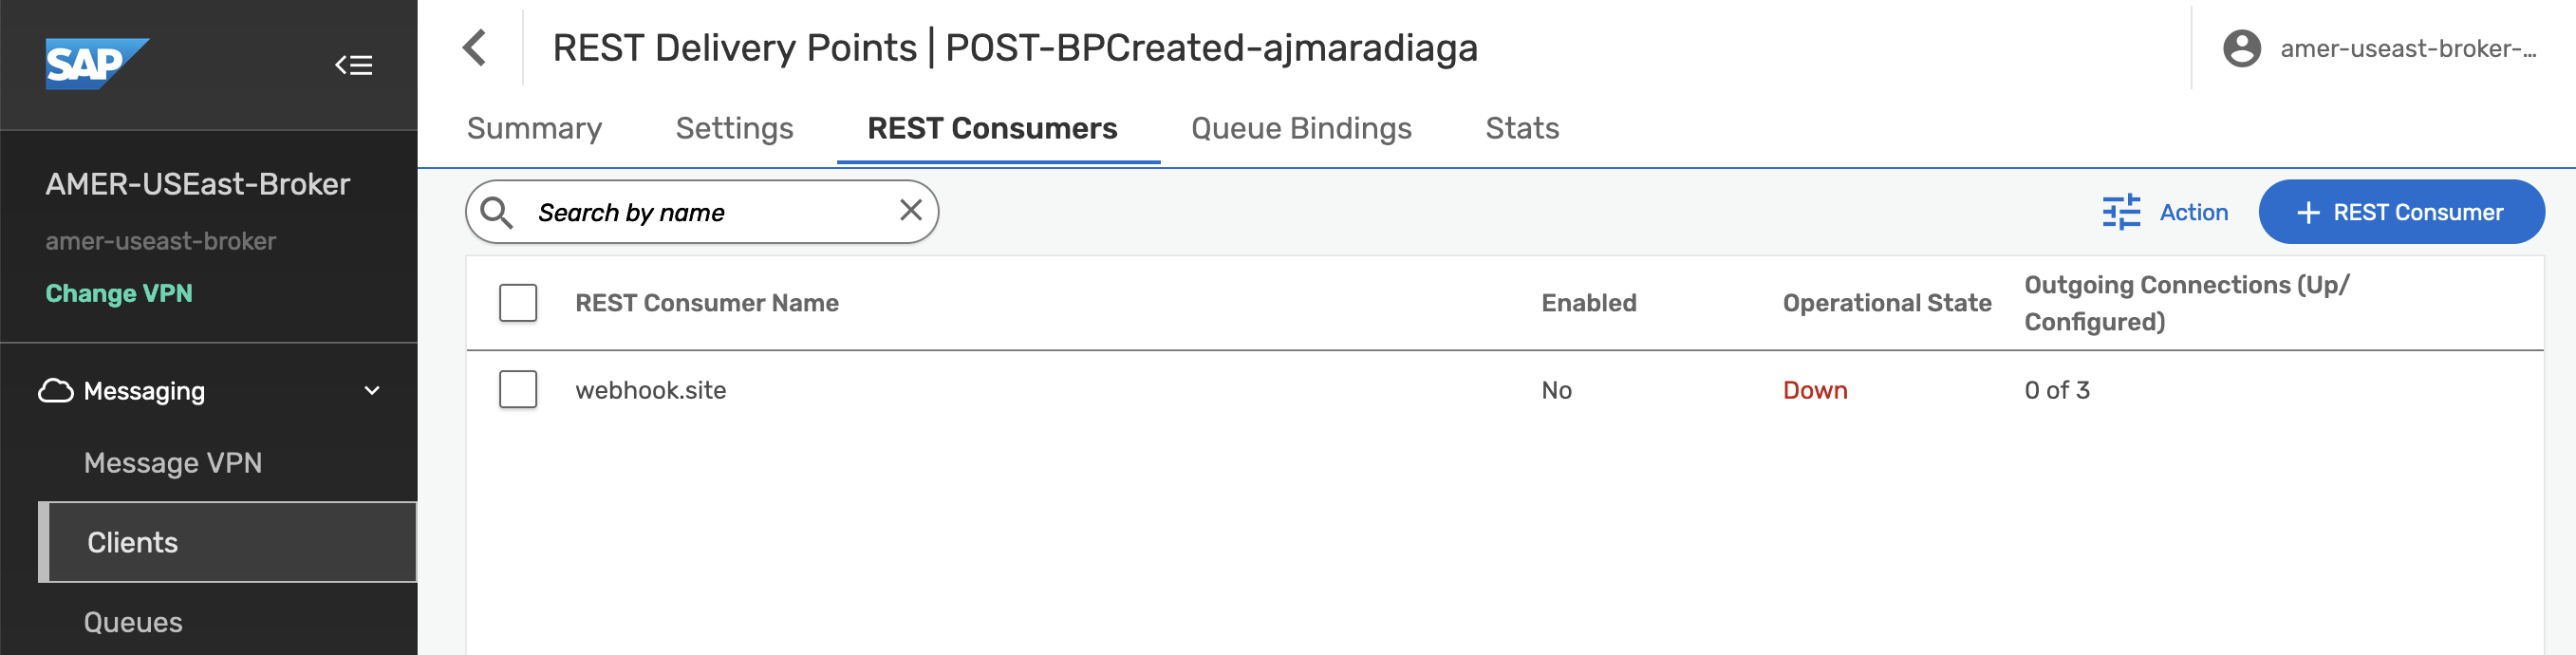 SAP
AMER-USEast-Broker
amer-useast-broker
Change VPN
Messaging
Message VPN
Clients
Queues
REST Delivery Points | POST-BPCreated-ajmaradiaga
amer-useast-broker-...
Summary Settings REST Consumers Queue Bindings Stats
Search by name
Action
REST Consumer
REST Consumer Name Enabled Operational State Outgoing Connections (Up/
Configured)
webhook.site No Down 0 of 3